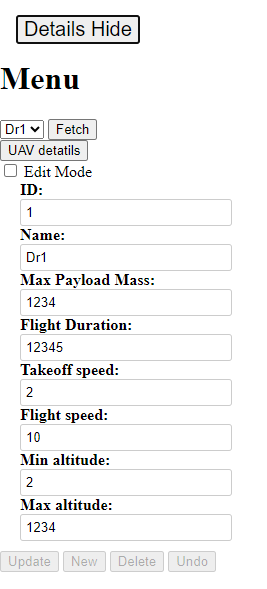 Details Hide
Menu
Dr1 Fetch
UAV detatils
Edit Mode
ID:
1
Name:
Dr1
Max Payload Mass:
1234
Flight Duration:
12345
Takeoff speed:
2
Flight speed:
10
Min altitude:
2
Max altitude:
1234
Update New Delete Undo